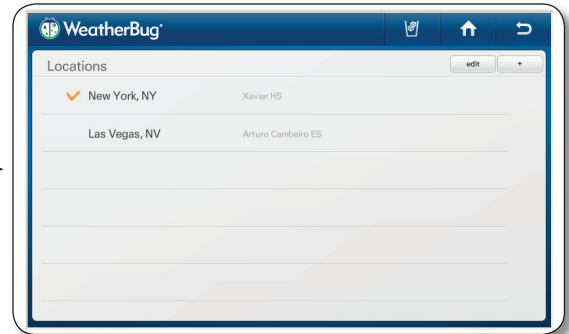 WeatherBug®
Locations
edit
+
New York, NY Xavier HS
Las Vegas, NV Arturo Cambeiro ES